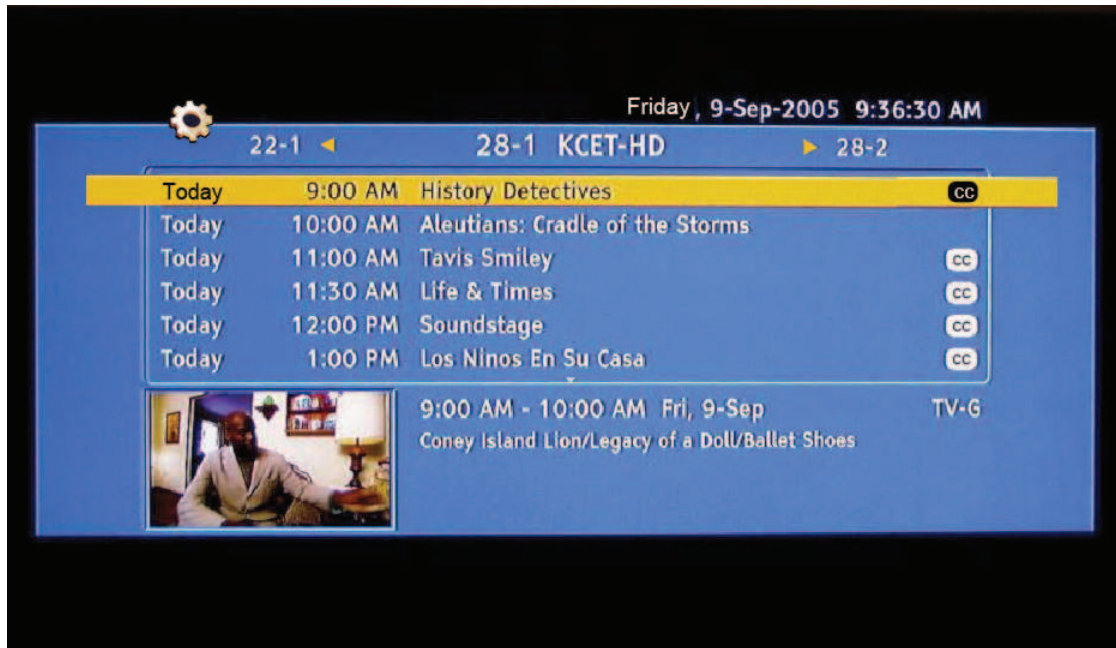 Friday, 9-Sep-2005 9:36:30 AM
22-1 28-1 KCET-HD 28-2
Today 9:00 AM History Detectives CC
Today 10:00 AM Aleutians: Cradle of the Storms
Today 11:00 AM Tavis Smiley CC
Today 11:30 AM Life & Times CC
Today 12:00 PM Soundstage CC
Today 1:00 PM Los Ninos En Su Casa CC
9:00 AM - 10:00 AM Fri, 9-Sep TV-G
Coney Island Lion/Legacy of a Doll/Ballet Shoes